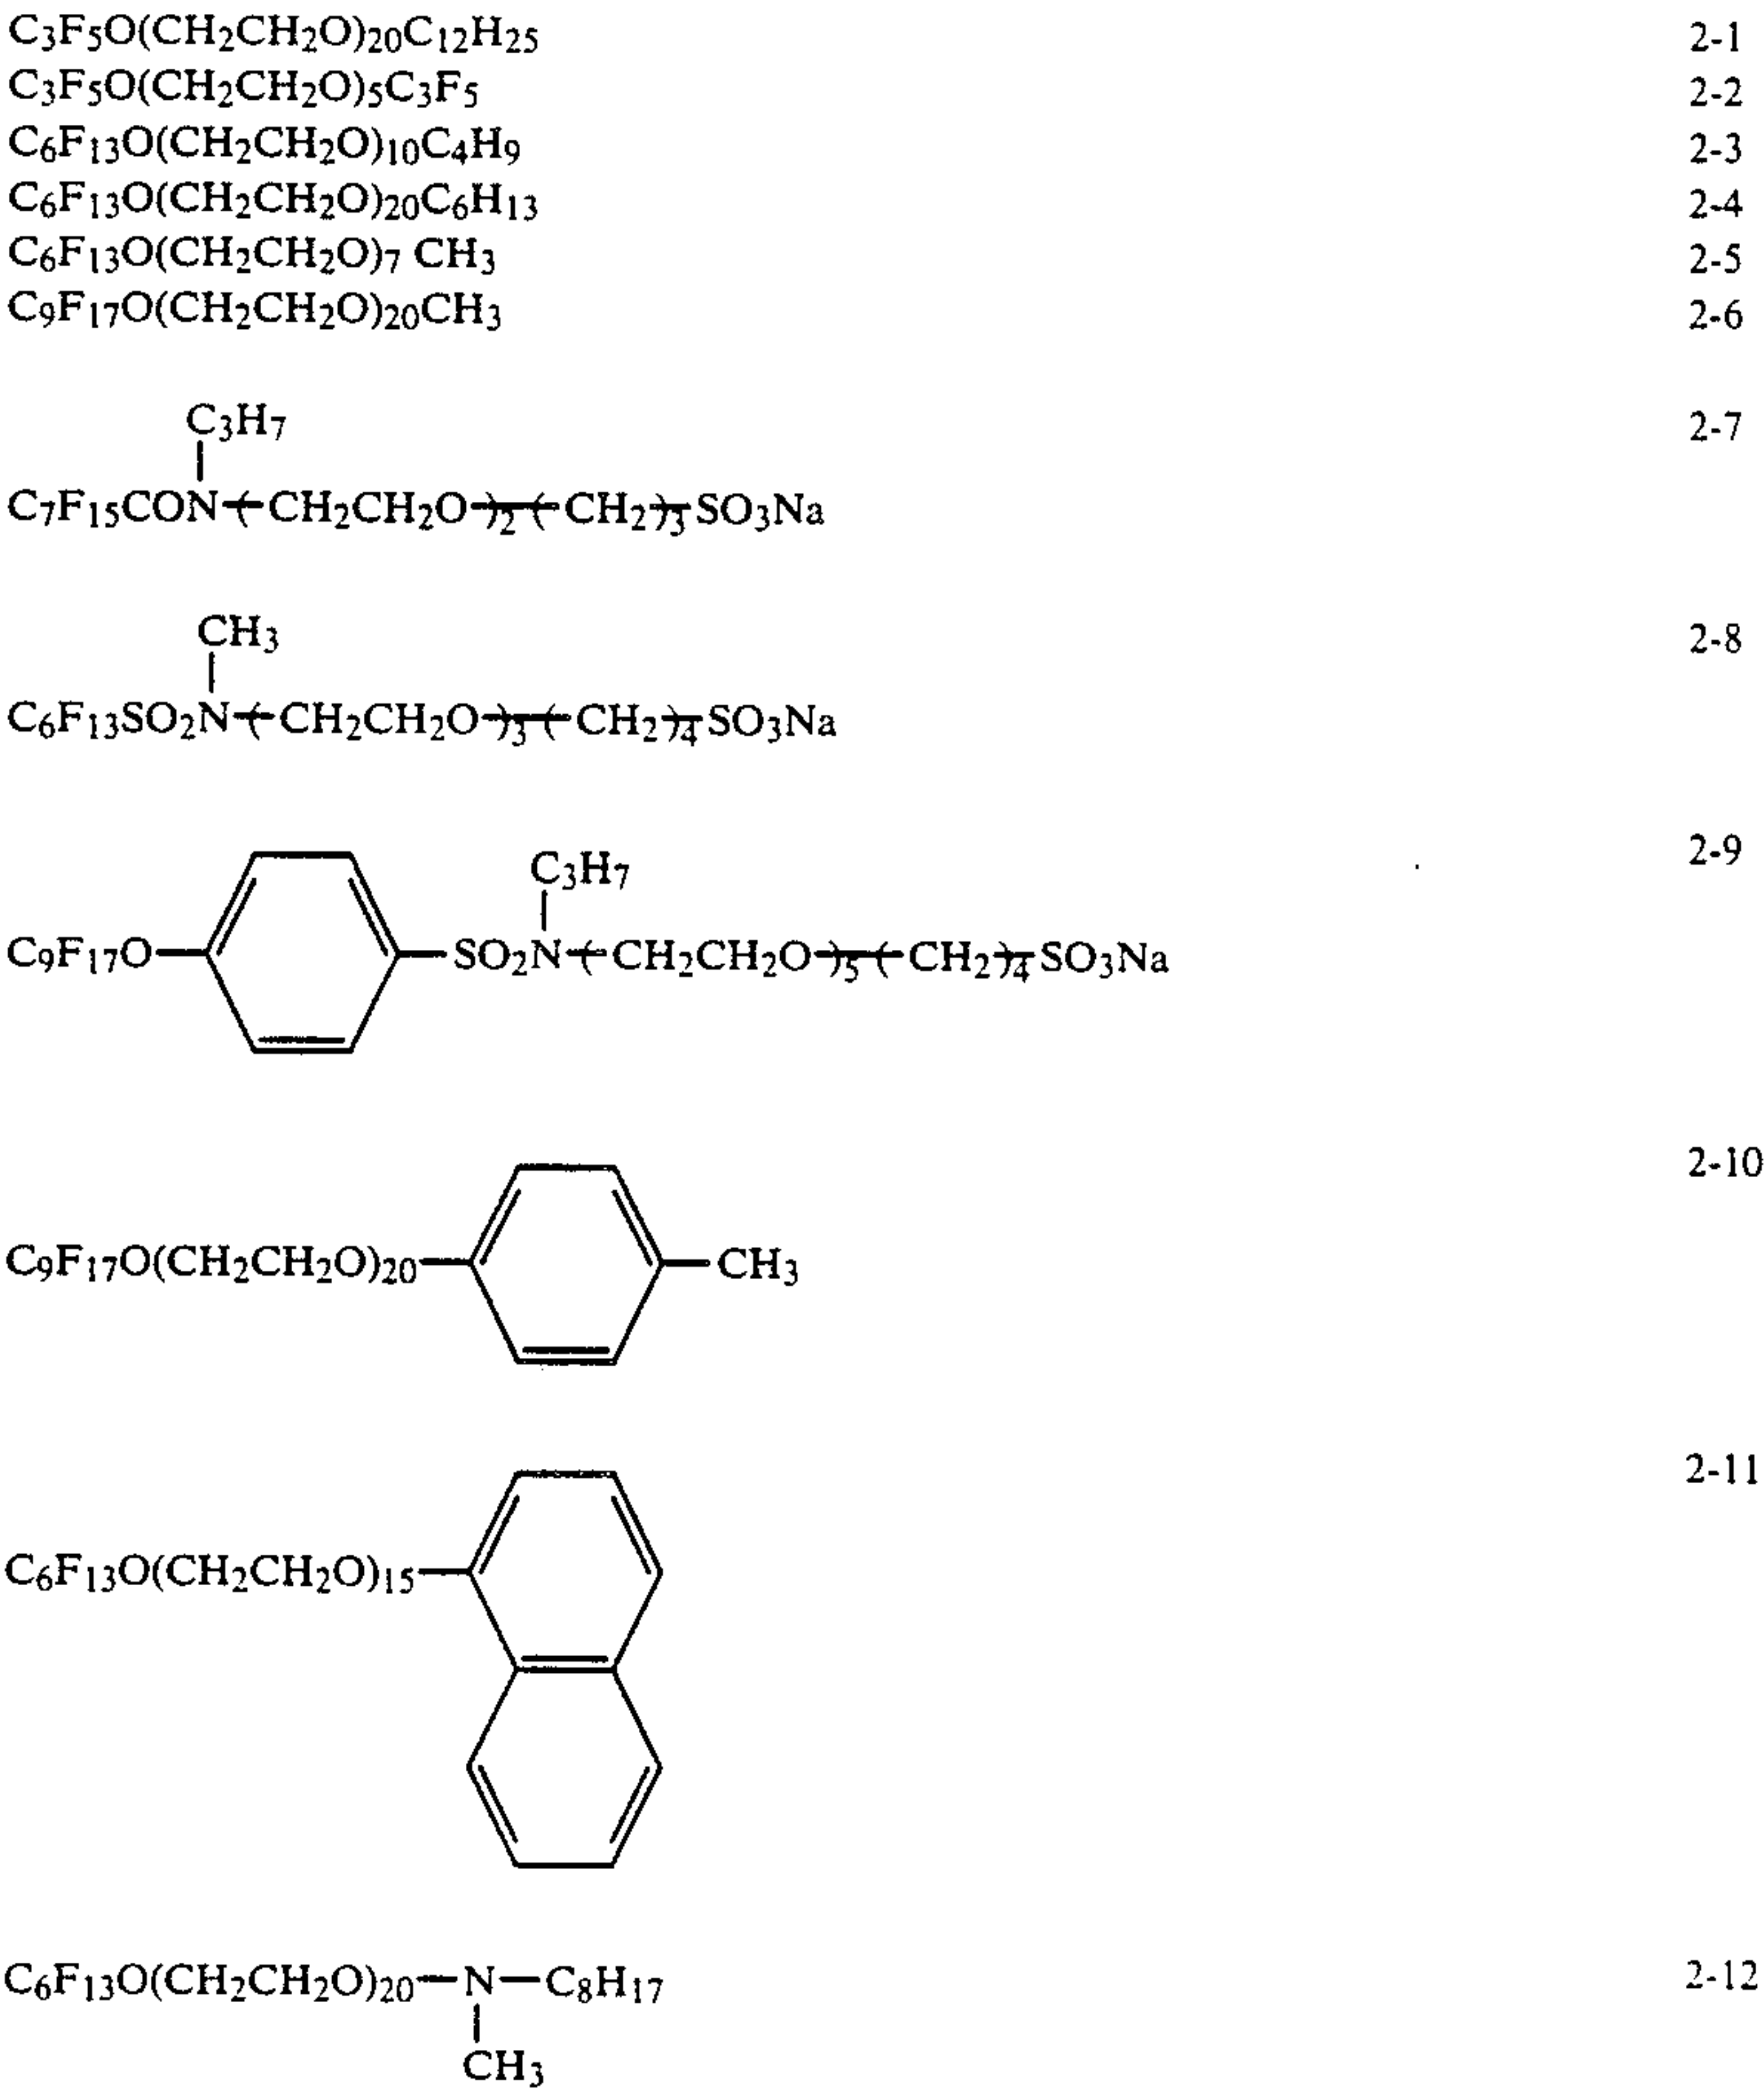 C3F5O(CH2CH2O)20C12H25 2-1
C3F5O(CH2CH2O)5C3F5 2-2
C6F13O(CH2CH2O)10C4H9 2-3
C6F13O(CH2CH2O)20C6H13 2-4
C6F13O(CH2CH2O)7 CH3 2-5
C9F17O(CH2CH2O)20CH3 2-6
C3H7 2-7
C7F15CON(CH2CH2O)2(CH2)3SO3Na
CH3 2-8
C6F13SO2N(CH2CH2O)3(CH2)4SO3Na
C3H7 2-9
C9F17O SO2N(CH2CH2O)5(CH2)4SO3Na
2-10
C9F17O(CH2CH2O)20 CH3
2-11
C6F13O(CH2CH2O)15
C6F13O(CH2CH2O)20—N—C8H17 2-12
CH3